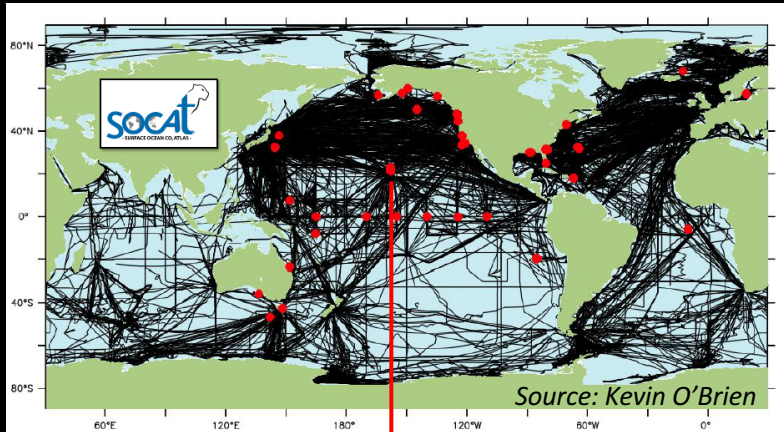 80°N
40°N
0°
40°S
80°S
SOCAT
SURFACE OCEAN CO₂ ATLAS
Source: Kevin O’Brien
60°E
120°E
180°
120°W
60°W
0°